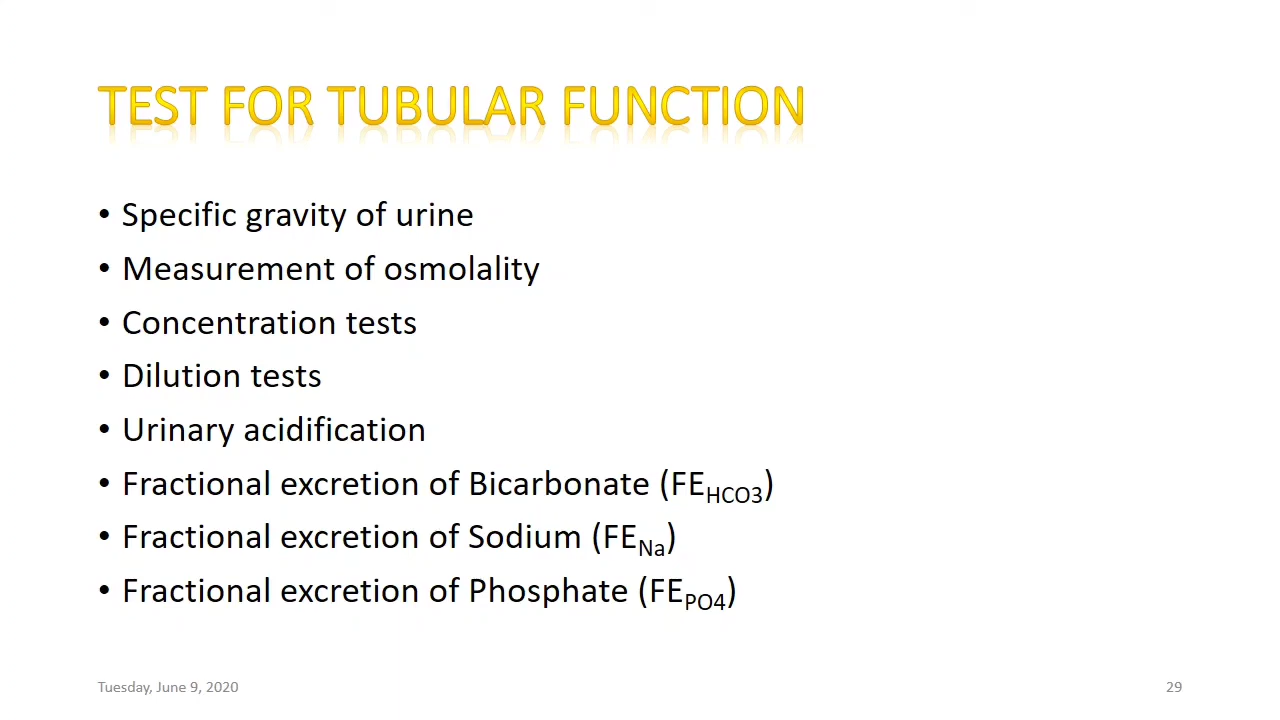 TEST FOR TUBULAR FUNCTION
• Specific gravity of urine
• Measurement of osmolality
• Concentration tests
• Dilution tests
• Urinary acidification
• Fractional excretion of Bicarbonate (FEHCO3)
• Fractional excretion of Sodium (FENa)
• Fractional excretion of Phosphate (FEPO4)
Tuesday, June 9, 2020
29